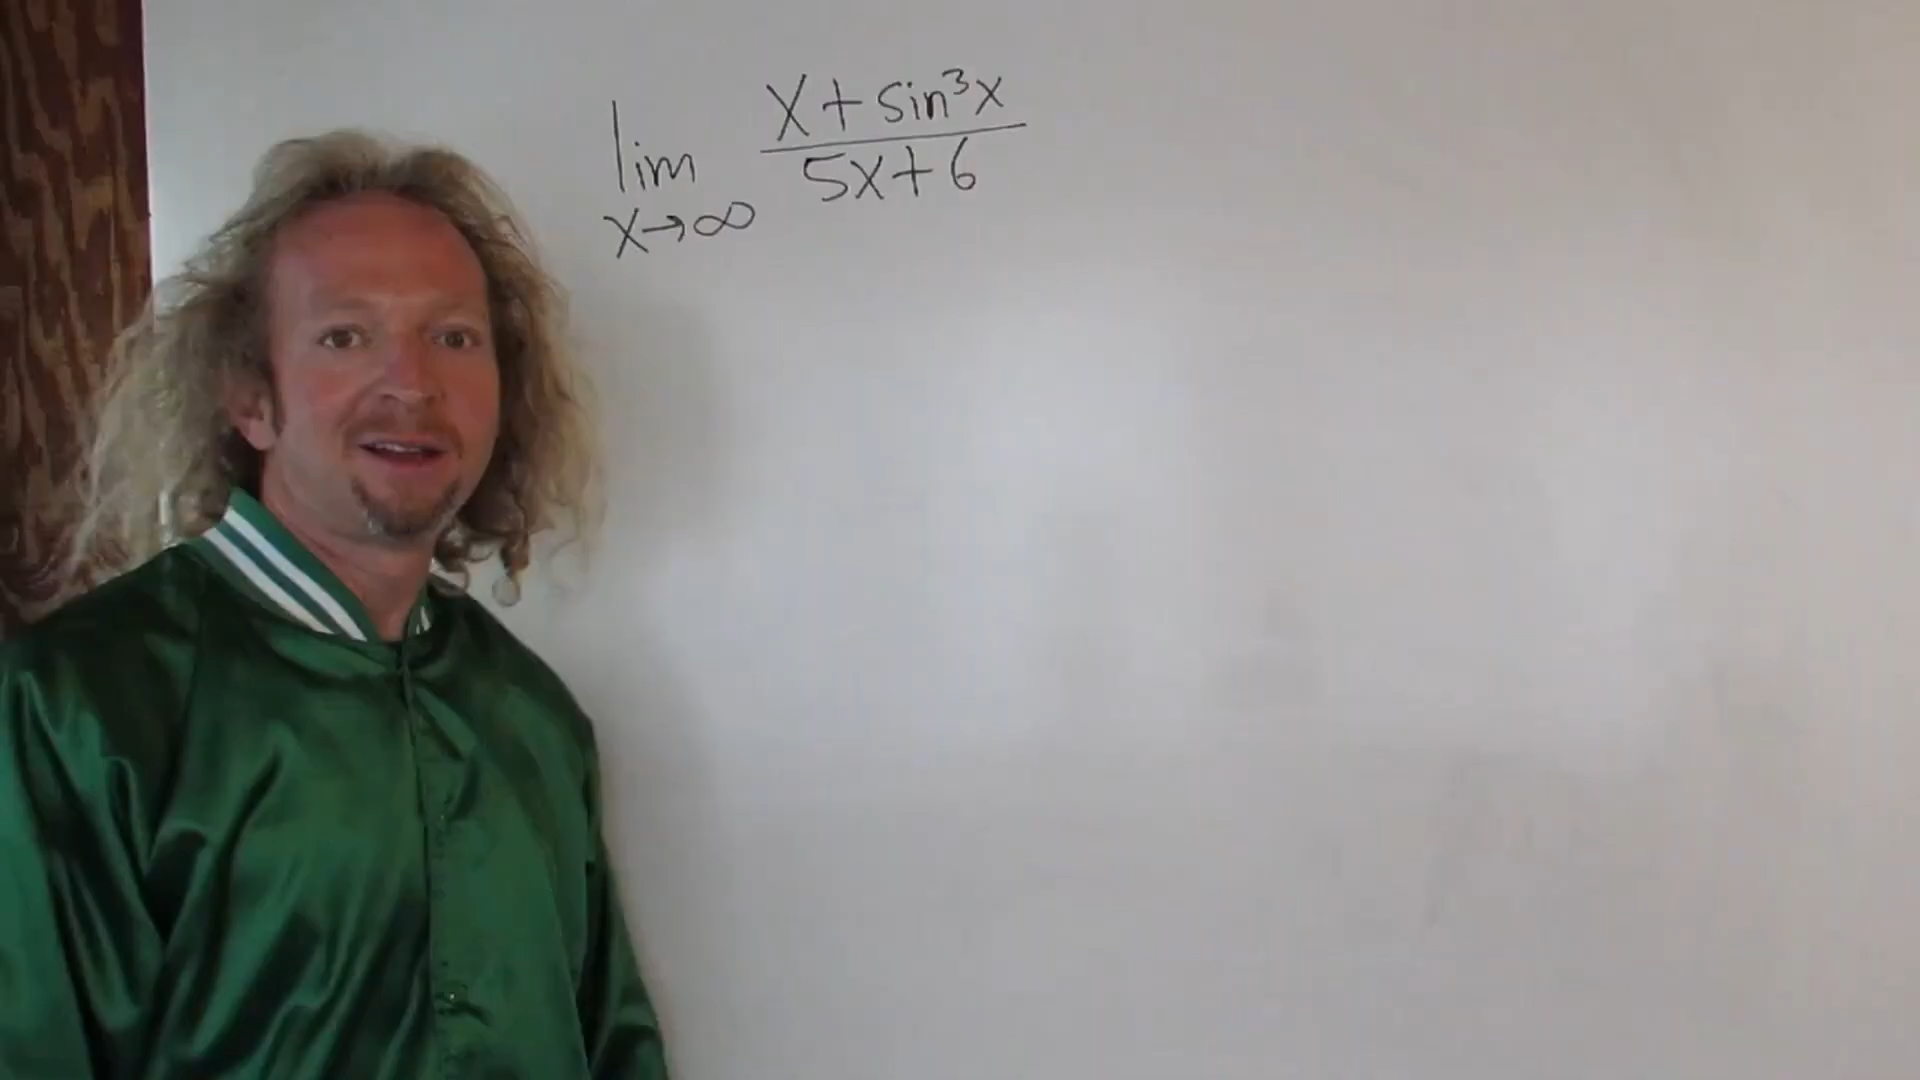 lim x→∞ (x + sin³x)/(5x + 6)